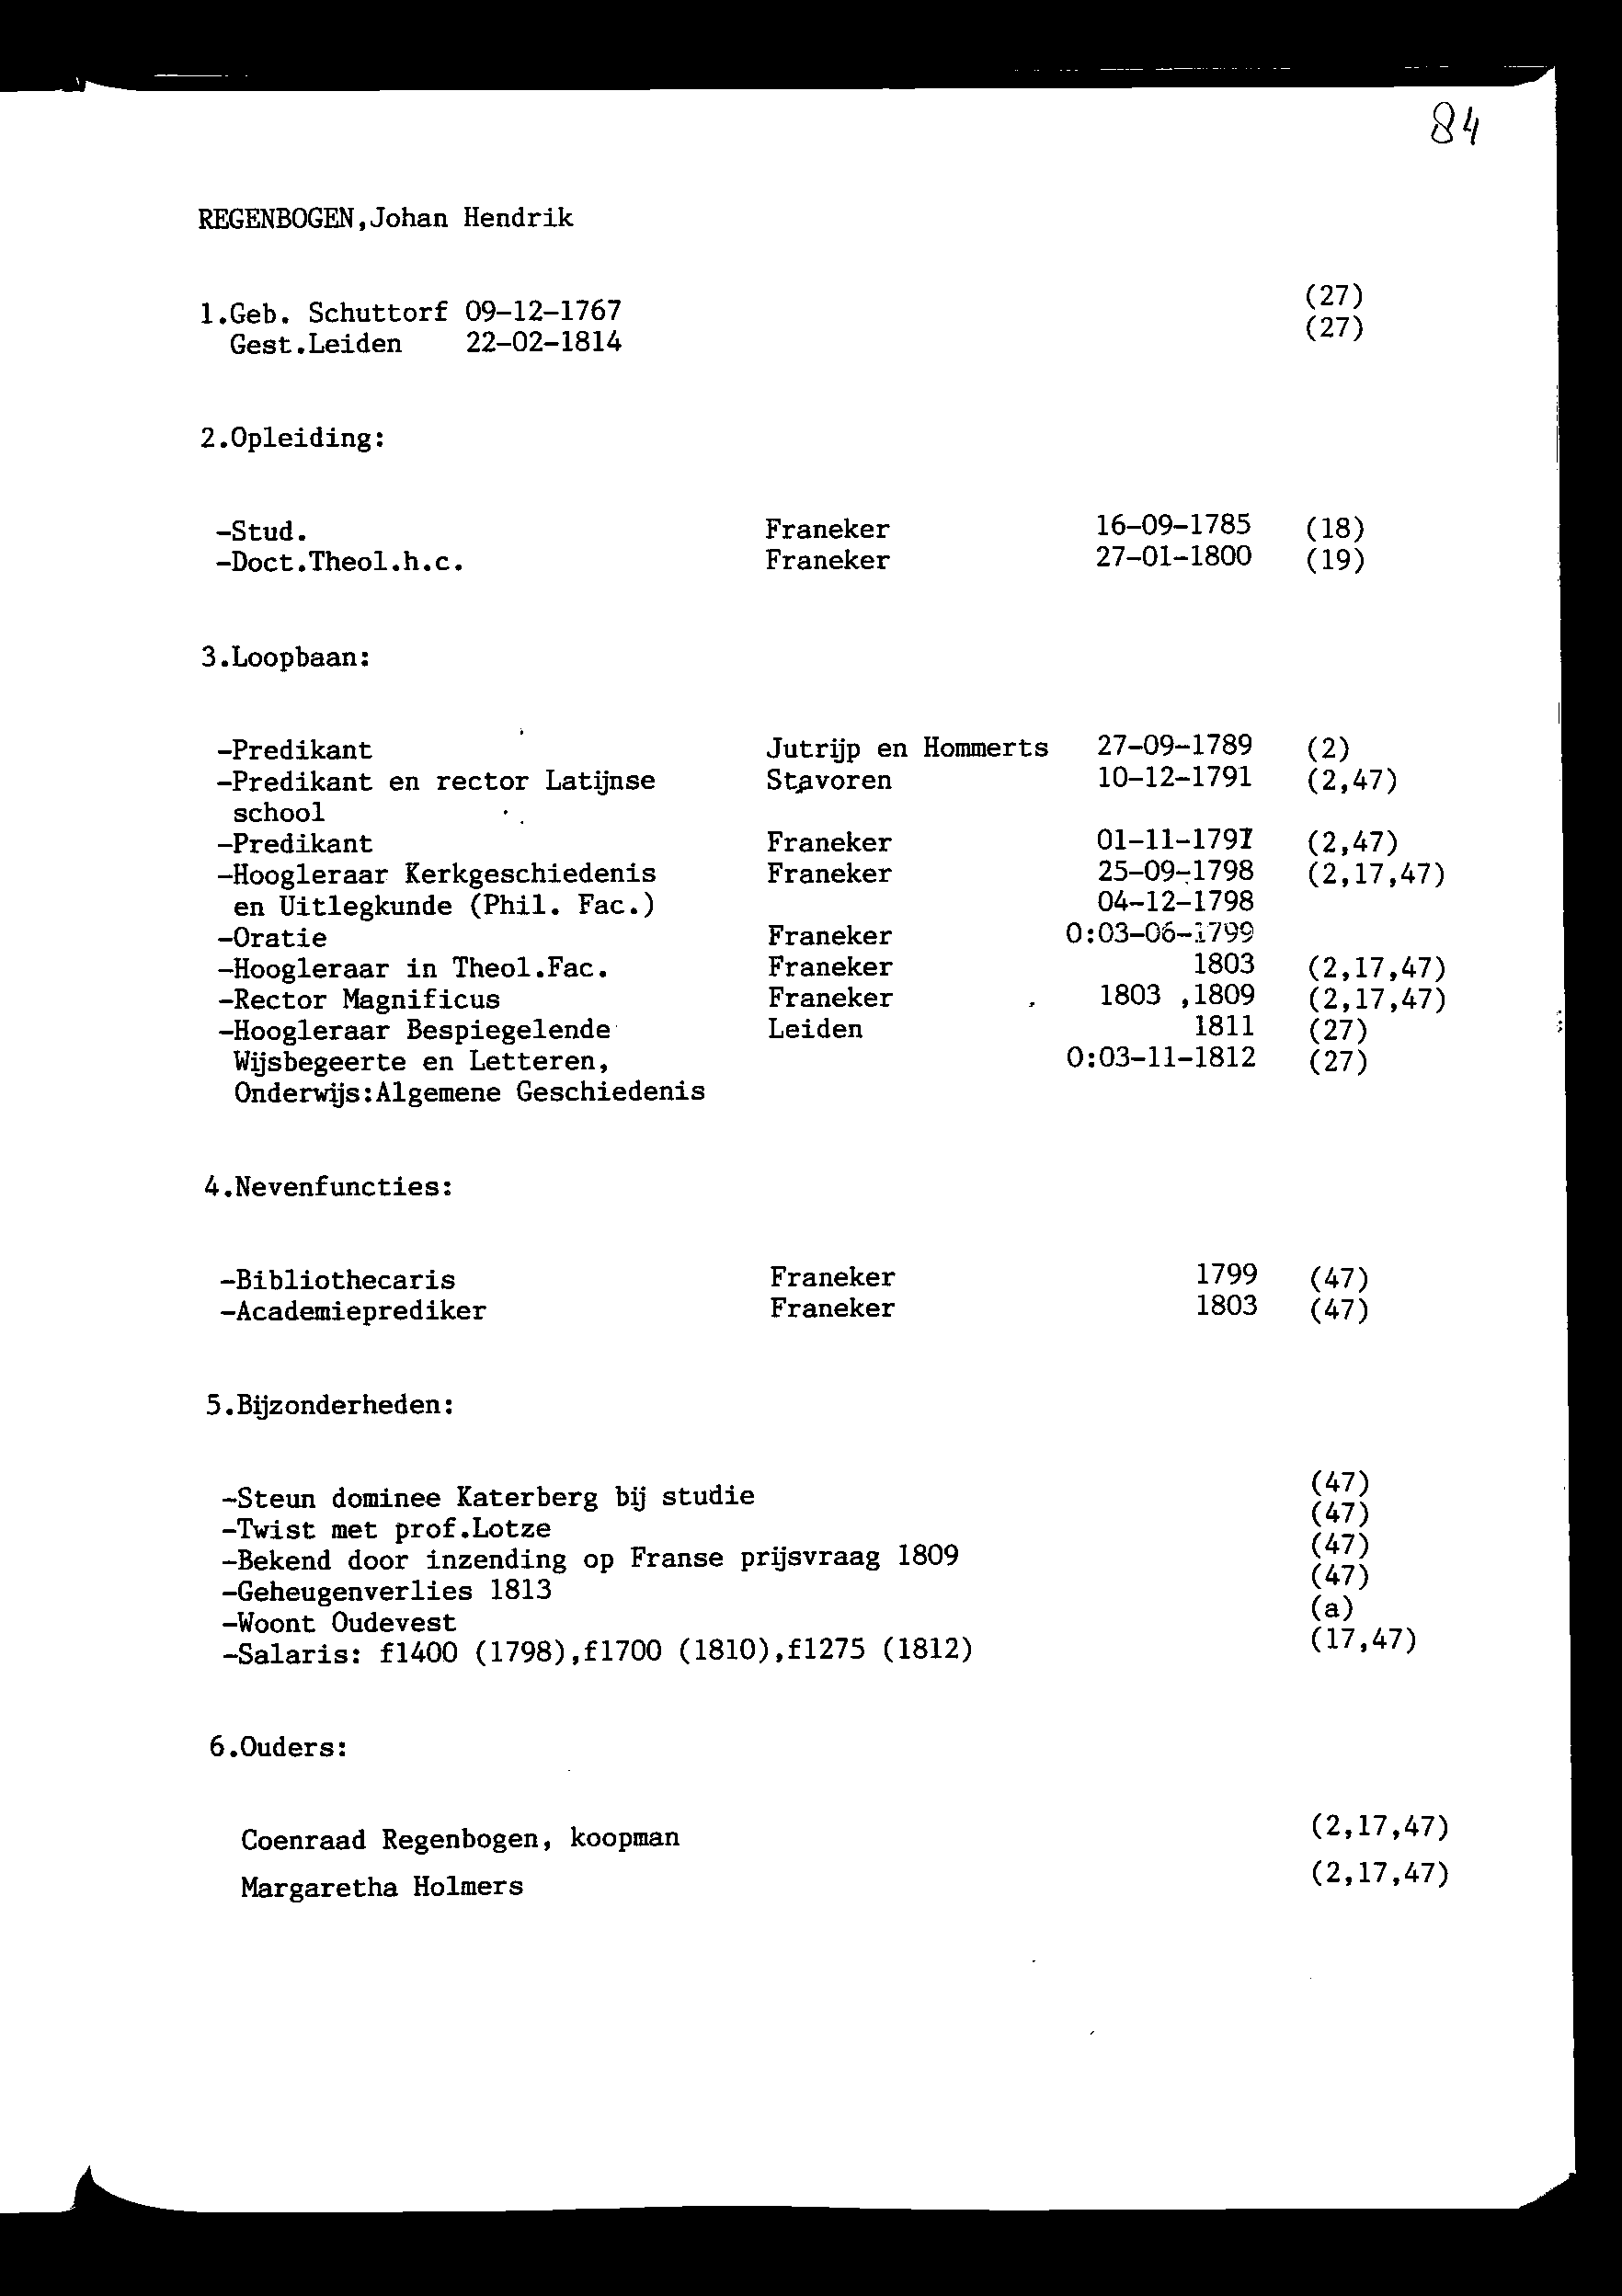 84
REGENBOGEN,Johan Hendrik
1.Geb. Schuttorf 09-12-1767 (27)
Gest.Leiden 22-02-1814 (27)
2.Opleiding:
-Stud. Franeker 16-09-1785 (18)
-Doct.Theol.h.c. Franeker 27-01-1800 (19)
3.Loopbaan:
-Predikant Jutrijp en Hommerts 27-09-1789 (2)
-Predikant en rector Latijnse Stavoren 10-12-1791 (2,47)
school
-Predikant Franeker 01-11-1797 (2,47)
-Hoogleraar Kerkgeschiedenis Franeker 25-09-1798 (2,17,47)
en Uitlegkunde (Phil. Fac.) 04-12-1798
-Oratie Franeker O:03-06-1799
-Hoogleraar in Theol.Fac. Franeker 1803 (2,17,47)
-Rector Magnificus Franeker 1803 ,1809 (2,17,47)
-Hoogleraar Bespiegelende Leiden 1811 (27)
Wijsbegeerte en Letteren, O:03-11-1812 (27)
Onderwijs:Algemene Geschiedenis
4.Nevenfuncties:
-Bibliothecaris Franeker 1799 (47)
-Academieprediker Franeker 1803 (47)
5.Bijzonderheden:
-Steun dominee Katerberg bij studie (47)
-Twist met prof.Lotze (47)
-Bekend door inzending op Franse prijsvraag 1809 (47)
-Geheugenverlies 1813 (47)
-Woont Oudevest (a)
-Salaris: f1400 (1798),f1700 (1810),f1275 (1812) (17,47)
6.Ouders:
Coenraad Regenbogen, koopman (2,17,47)
Margaretha Holmers (2,17,47)